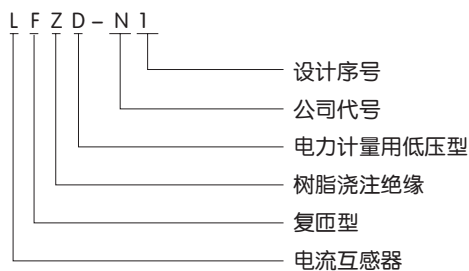 L F Z D – N 1
设计序号
公司代号
电力计量用低压型
树脂浇注绝缘
复匝型
电流互感器